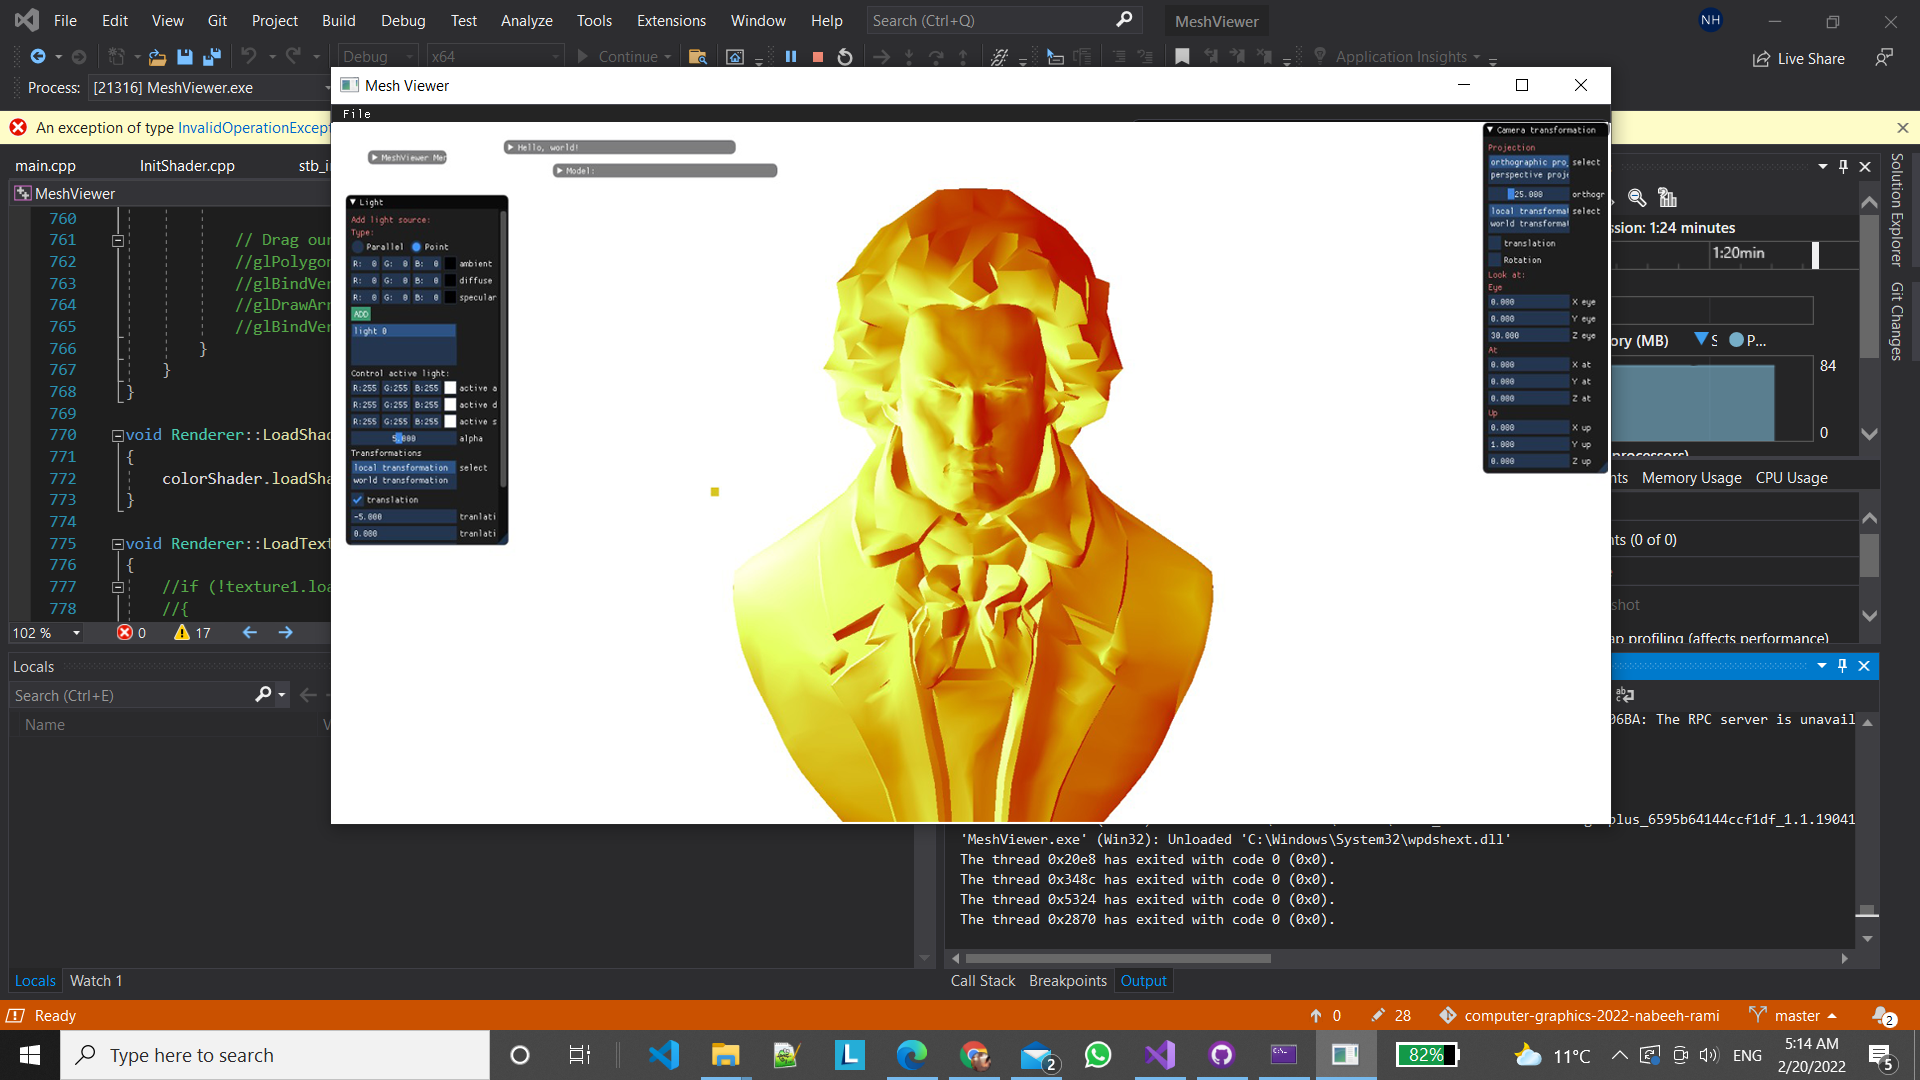 File Edit View Git Project Build Debug Test Analyze Tools Extensions Window Help Search (Ctrl+Q) MeshViewer NH
Debug x64 Continue Application Insights Live Share
Process: [21316] MeshViewer.exe
An exception of type InvalidOperationExcept
main.cpp InitShader.cpp stb_i
MeshViewer
760
761 // Drag our
762 //glPolygon
763 //glBindVer
764 //glDrawArr
765 //glBindVer
766 }
767 }
768 }
769
770 void Renderer::LoadSha
771 {
772 colorShader.loadSha
773 }
774
775 void Renderer::LoadText
776 {
777 //if (!texture1.loa
778 //{
102 % 0 17
Locals
Search (Ctrl+E)
Name V
Locals Watch 1
Mesh Viewer
File
MeshViewer Mer
Hello, world!
Model:
Light
Add light source:
Type:
Parallel Point
R: 0 G: 0 B: 0 ambient
R: 0 G: 0 B: 0 diffuse
R: 0 G: 0 B: 0 specular
ADD
light 0
Control active light:
R:255 G:255 B:255 active a
R:255 G:255 B:255 active d
R:255 G:255 B:255 active s
5.000 alpha
Transformations
local transformation select
world transformation
translation
-5.000 tranlati
0.000 tranlati
Camera transformation
Projection
orthographic pro select
perspective proje
25.000 orthogr
local transformat select
world transformat
translation
Rotation
Look at:
Eye
0.000 X eye
0.000 Y eye
30.000 Z eye
At
0.000 X at
0.000 Y at
0.000 Z at
Up
0.000 X up
1.000 Y up
0.000 Z up
ssion: 1:24 minutes
1:20min
ory (MB) S P...
84
0
nts Memory Usage CPU Usage
nts (0 of 0)
shot
ap profiling (affects performance)
Solution Explorer
Git Changes
06BA: The RPC server is unavail
plus_6595b64144ccf1df_1.1.19041
'MeshViewer.exe' (Win32): Unloaded 'C:\Windows\System32\wpdshext.dll'
The thread 0x20e8 has exited with code 0 (0x0).
The thread 0x348c has exited with code 0 (0x0).
The thread 0x5324 has exited with code 0 (0x0).
The thread 0x2870 has exited with code 0 (0x0).
Call Stack Breakpoints Output
Ready 0 28 computer-graphics-2022-nabeeh-rami master 2
Type here to search 2 82% 11°C ENG 5:14 AM
2/20/2022 5